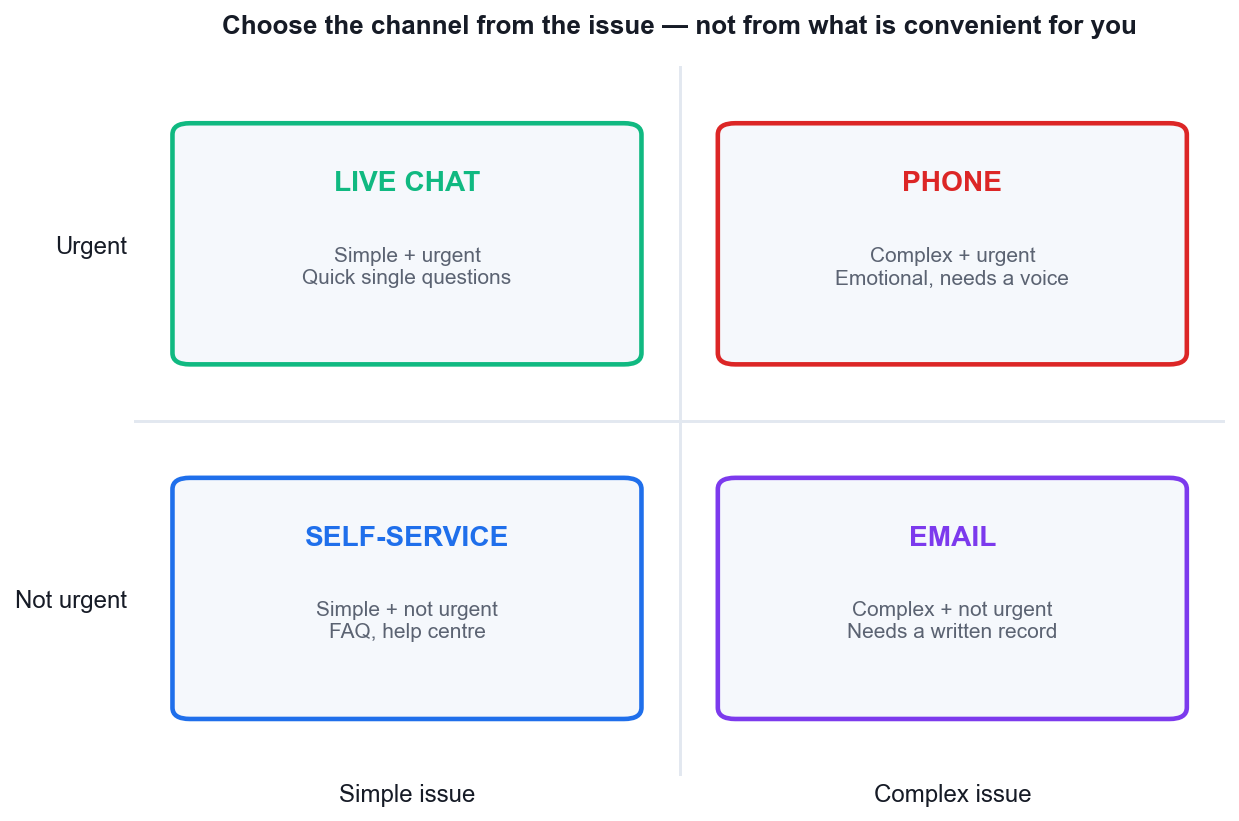 Choose the channel from the issue — not from what is convenient for you
Urgent
LIVE CHAT
Simple + urgent
Quick single questions
PHONE
Complex + urgent
Emotional, needs a voice
Not urgent
SELF-SERVICE
Simple + not urgent
FAQ, help centre
EMAIL
Complex + not urgent
Needs a written record
Simple issue
Complex issue